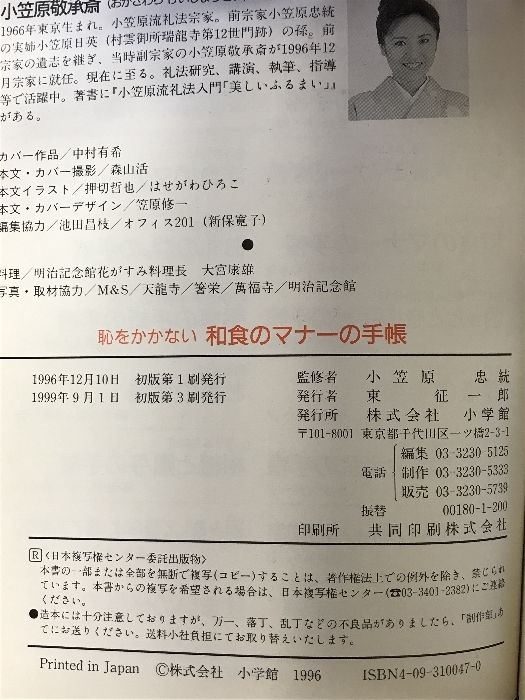 小笠原敬承斎
1966年東京生まれ。小笠原流礼法宗家。前宗家小笠原忠統
の実姉小笠原日英（村雲御所瑞龍寺第12世門跡）の孫。前
宗家の遺志を継ぎ、当時副宗家の小笠原敬承斎が1996年12
月宗家に就任。現在に至る。礼法研究、講演、執筆、指導
等で活躍中。著書に『小笠原流礼法入門「美しいふるまい」』
がある。
カバー作品／中村有希
本文・カバー撮影／森山活
本文イラスト／押切哲也／はせがわひろこ
本文・カバーデザイン／笠原修一
編集協力／池田昌枝／オフィス201（新保寛子）
●
料理／明治記念館花がすみ料理長　大宮康雄
写真・取材協力／M&S／天龍寺／箸栄／萬福寺／明治記念館
恥をかかない 和食のマナーの手帳
1996年12月10日　初版第1刷発行
1999年9月1日　初版第3刷発行
監修者　小笠原　忠統
発行者　東　征一郎
発行所　株式会社　小学館
〒101-8001　東京都千代田区一ツ橋2-3-1
電話
編集 03-3230-5125
制作 03-3230-5333
販売 03-3230-5739
振替　00180-1-200
印刷所　共同印刷株式会社
Ⓡ〈日本複写権センター委託出版物〉
本書の一部または全部を無断で複写（コピー）することは、著作権法上での例外を除き、禁じられ
ています。本書からの複写を希望される場合は、日本複写権センター（☎03-3401-2382）にご連絡
ください。
●造本には十分注意しておりますが、万一、落丁、乱丁などの不良品がありましたら、「制作部」あ
てにお送りください。送料小社負担にてお取り替えいたします。
Printed in Japan　©株式会社　小学館　1996　ISBN4-09-310047-0